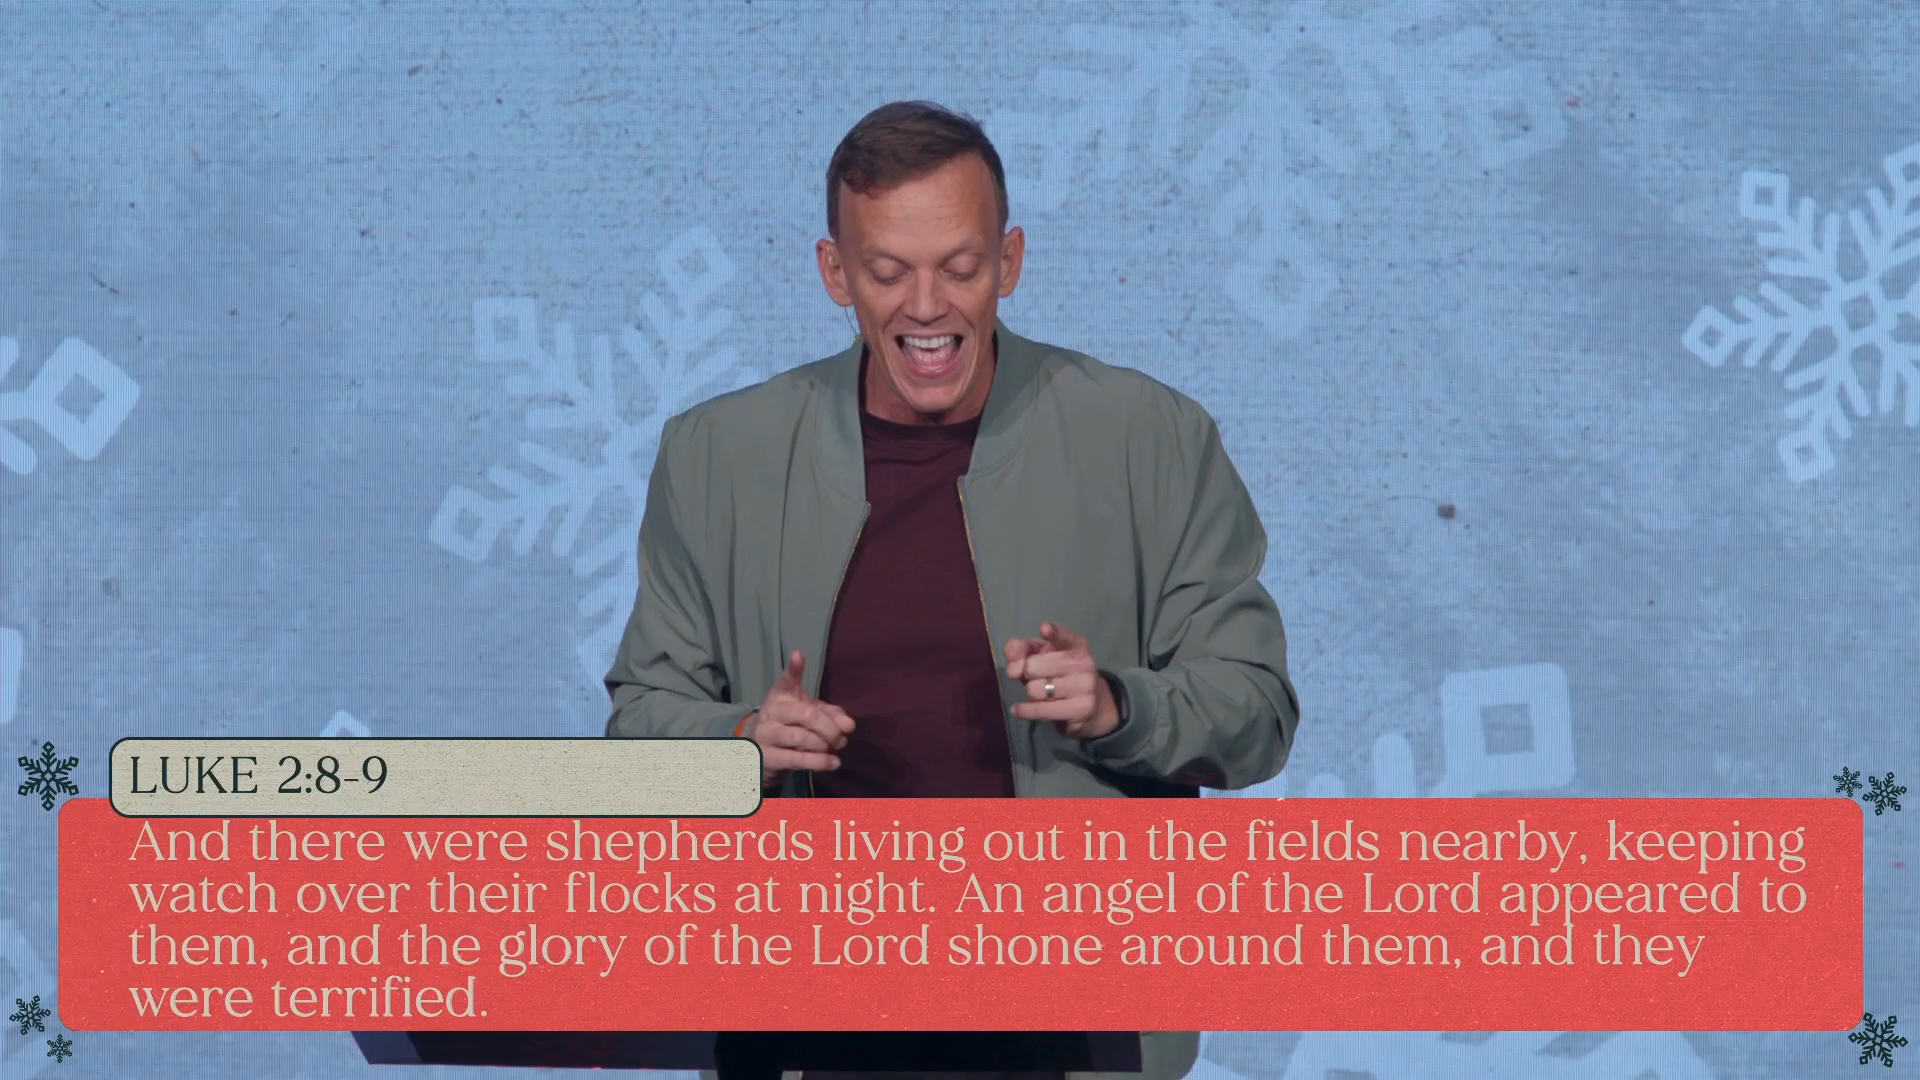 LUKE 2:8-9
And there were shepherds living out in the fields nearby, keeping
watch over their flocks at night. An angel of the Lord appeared to
them, and the glory of the Lord shone around them, and they
were terrified.